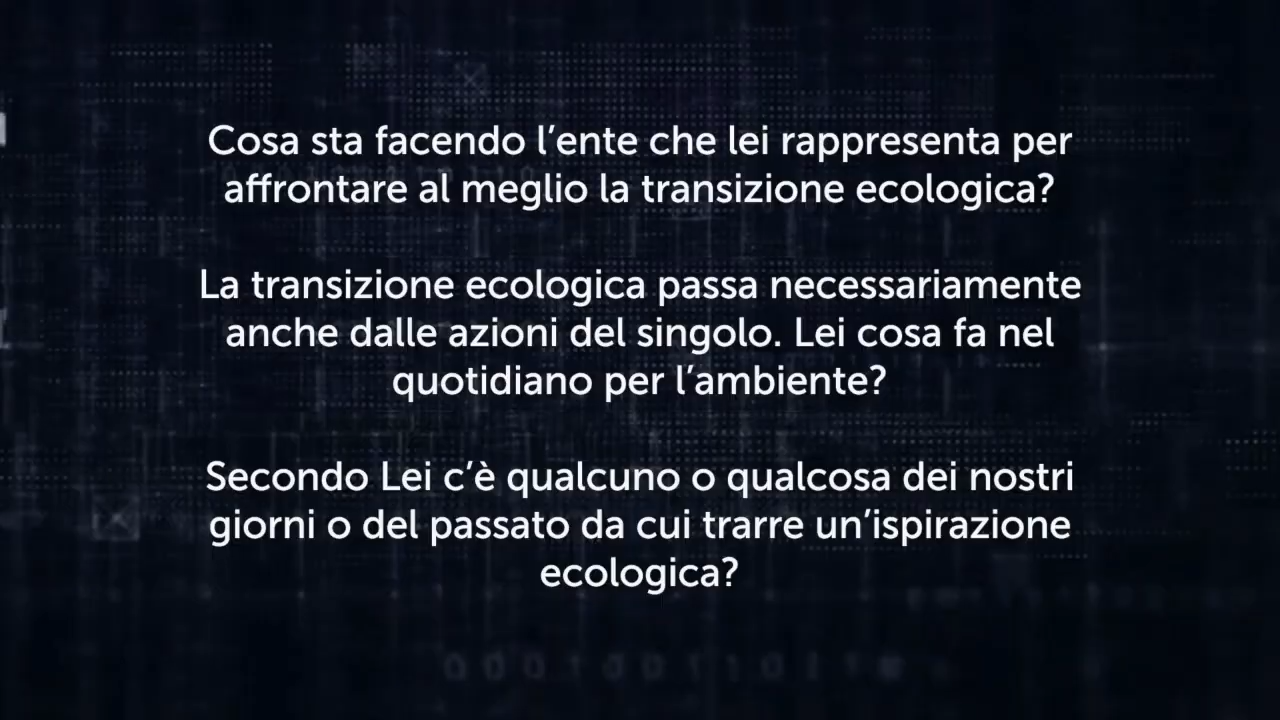 Cosa sta facendo l’ente che lei rappresenta per
affrontare al meglio la transizione ecologica?
La transizione ecologica passa necessariamente
anche dalle azioni del singolo. Lei cosa fa nel
quotidiano per l’ambiente?
Secondo Lei c’è qualcuno o qualcosa dei nostri
giorni o del passato da cui trarre un’ispirazione
ecologica?